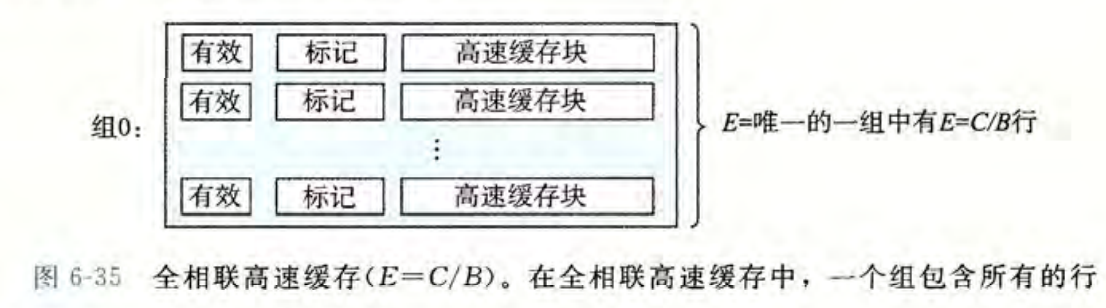 有效 标记 高速缓存块
有效 标记 高速缓存块
组0:
E=唯一的一组中有E=C/B行
⋮
有效 标记 高速缓存块
图 6-35 全相联高速缓存(E=C/B)。在全相联高速缓存中，一个组包含所有的行